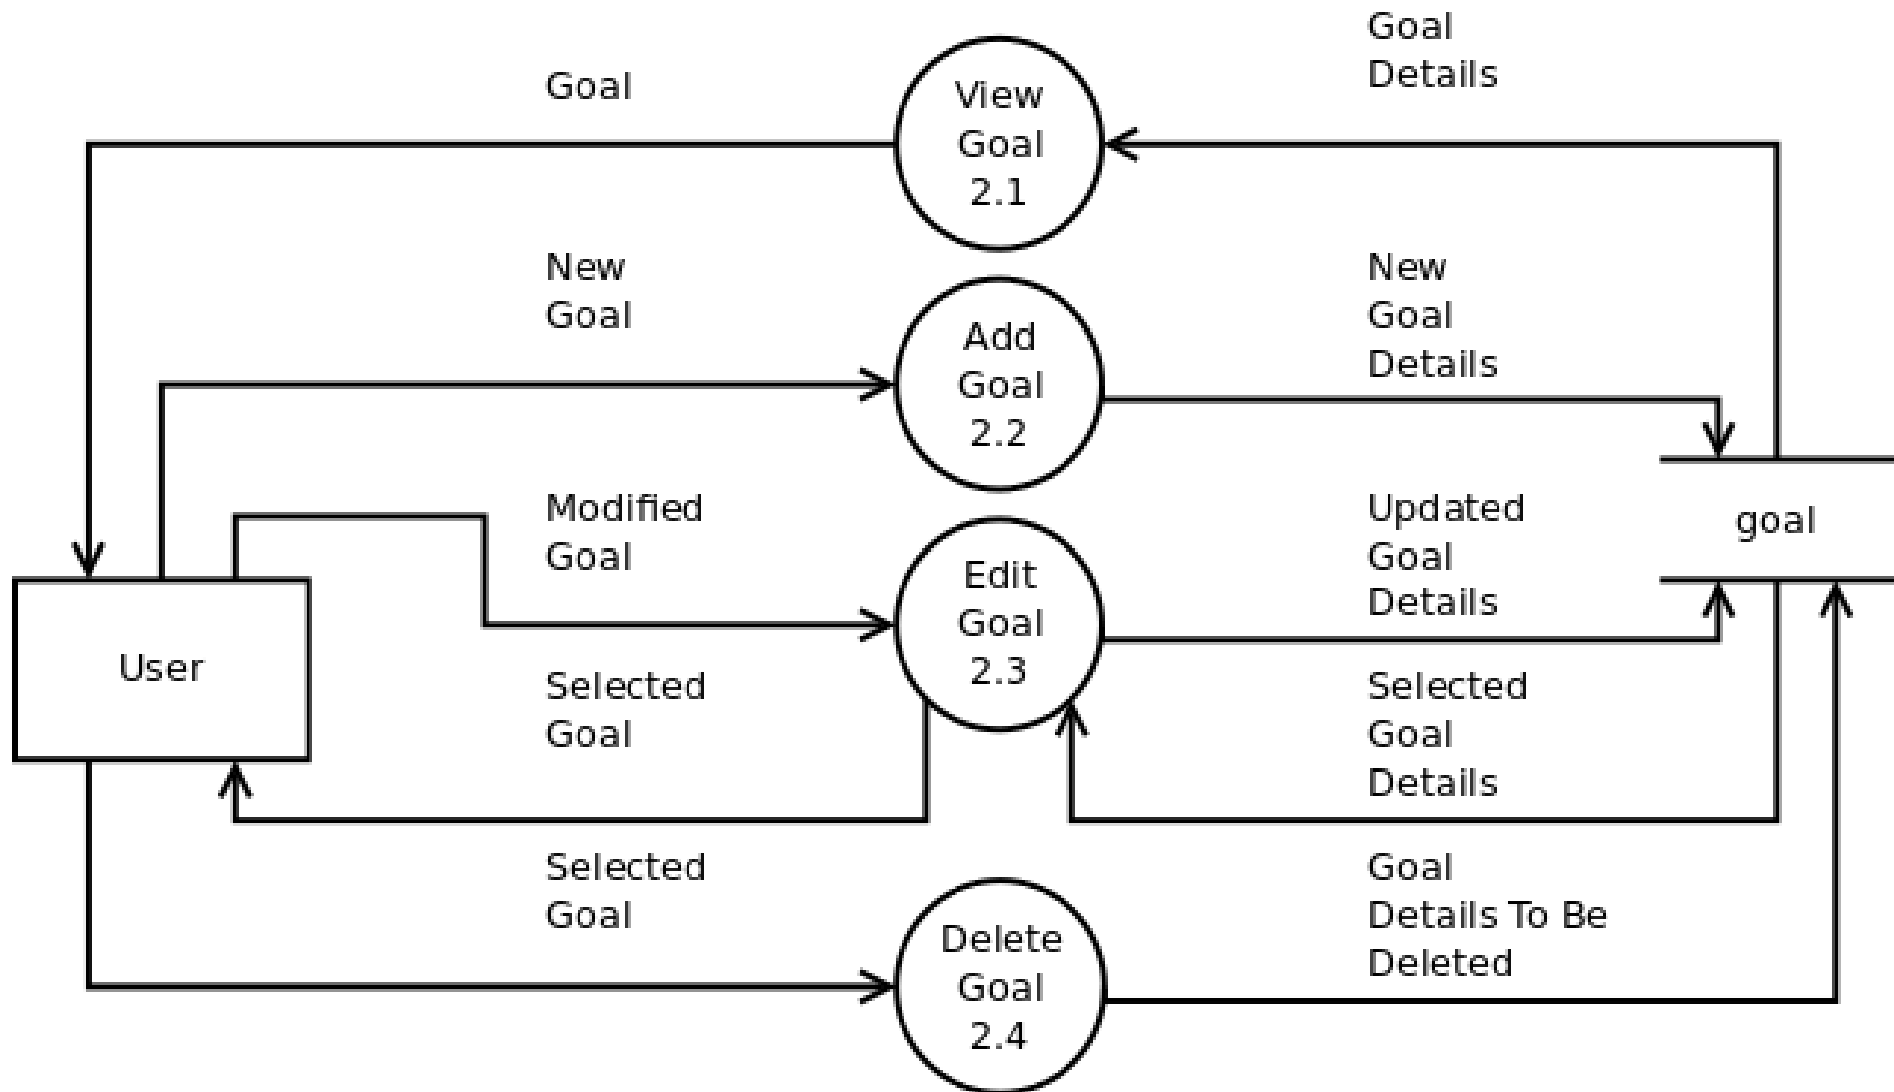 Goal
Details
Goal
View
Goal
2.1
New
Goal
New
Goal
Details
Add
Goal
2.2
Modified
Goal
Updated
Goal
Details
goal
Edit
Goal
2.3
User
Selected
Goal
Selected
Goal
Details
Selected
Goal
Goal
Details To Be
Deleted
Delete
Goal
2.4